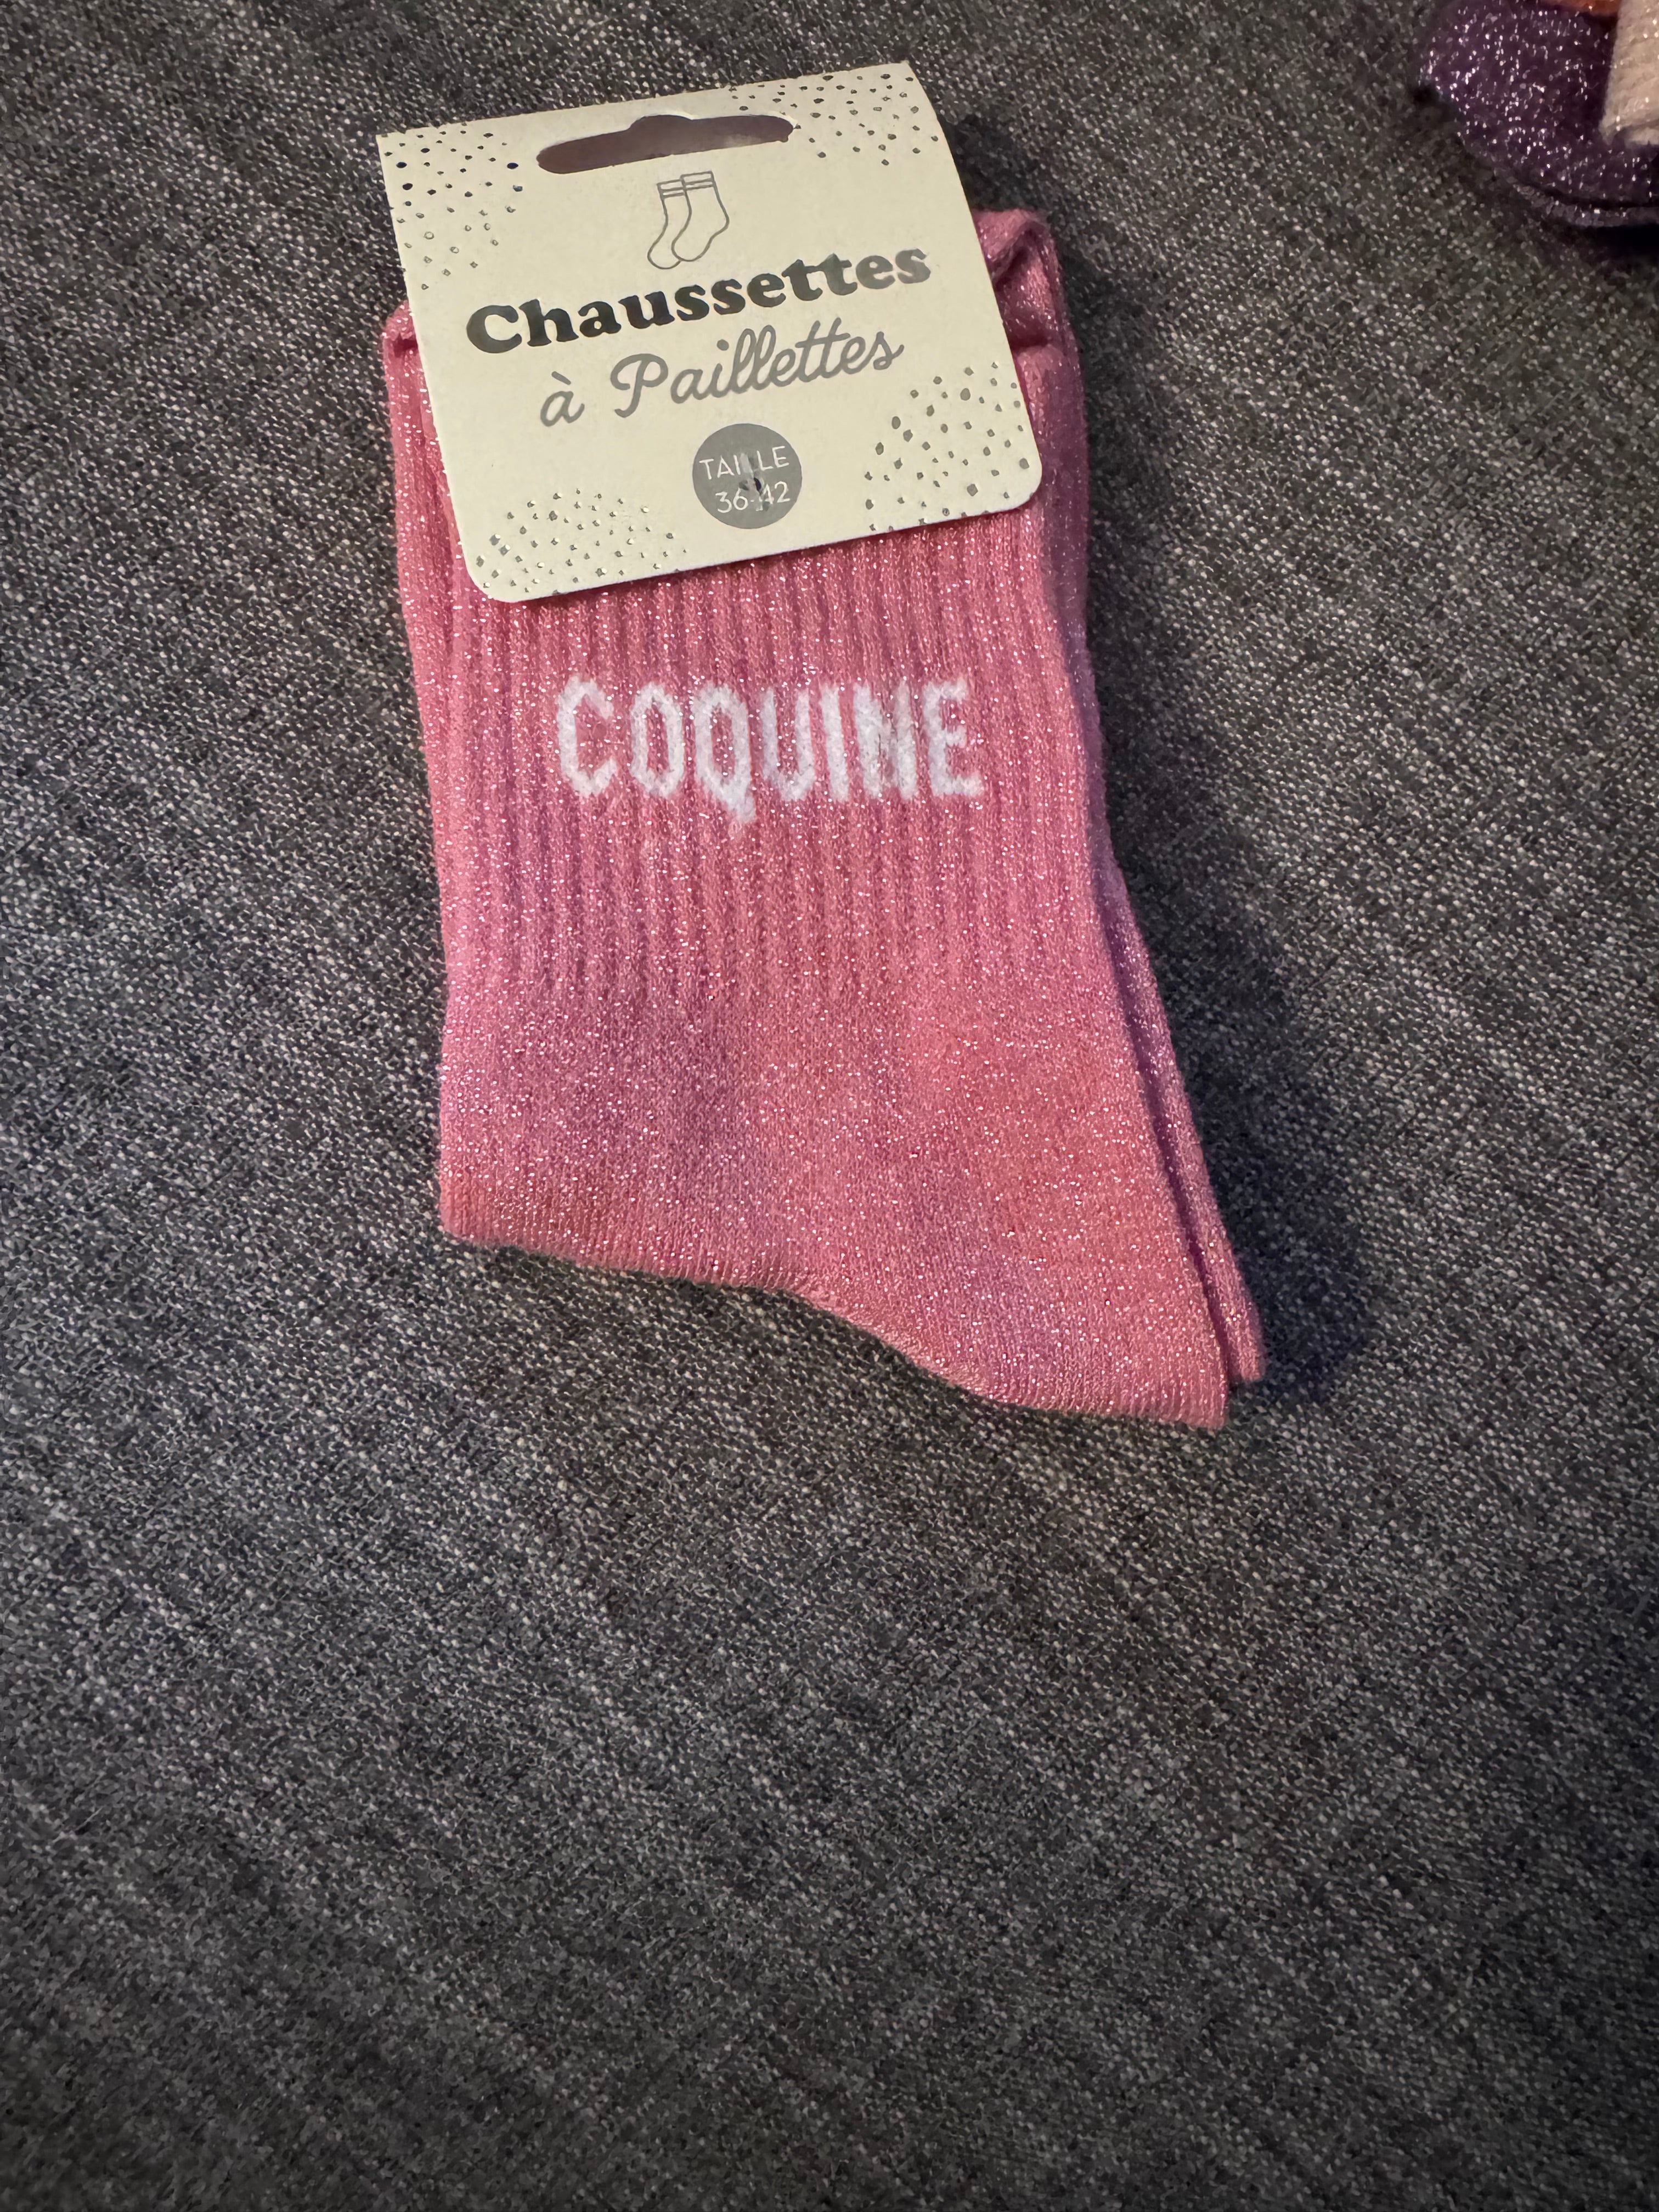 Chaussettes
à Paillettes
TAILLE
36-42
COQUINE